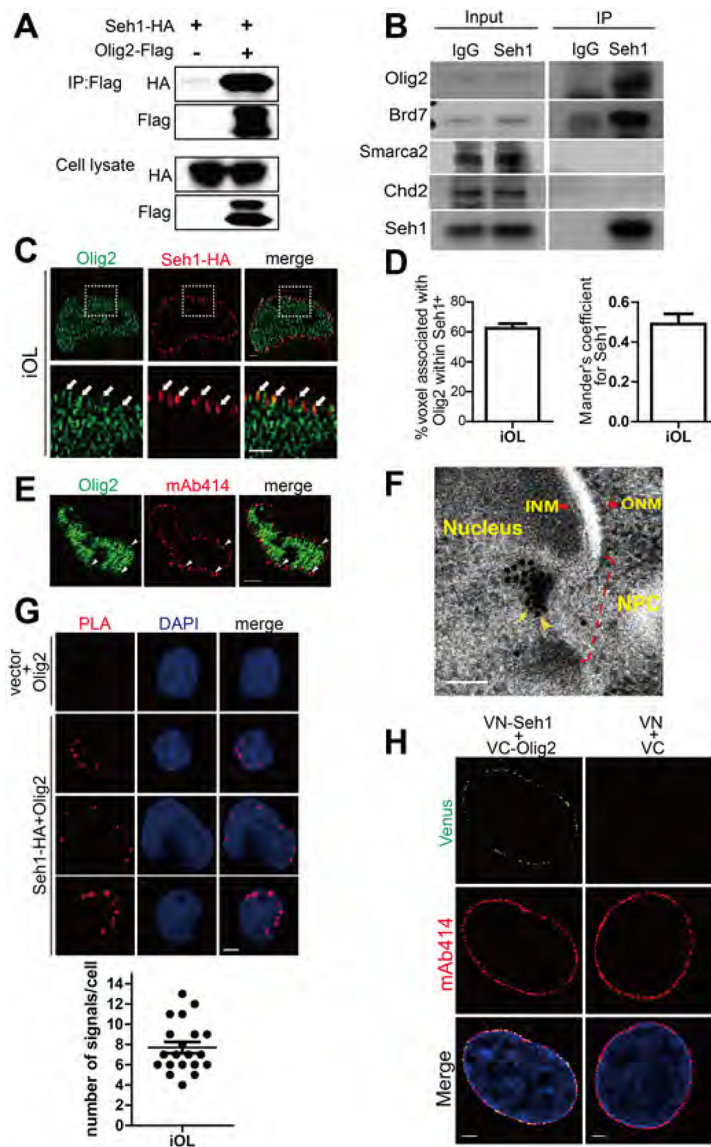 A
Seh1-HA + +
Olig2-Flag - +
IP:Flag HA
Flag
Cell lysate
HA
Flag
B
Input IP
IgG Seh1 IgG Seh1
Olig2
Brd7
Smarca2
Chd2
Seh1
C
Olig2 Seh1-HA merge
iOL
D
% voxel associated with
Olig2 within Seh1+
80
60
40
20
0
iOL
Mander's coefficient
for Seh1
0.6
0.4
0.2
0.0
iOL
E
Olig2 mAb414 merge
F
Nucleus
INM
ONM
NPC
G
PLA DAPI merge
vector
+
Olig2
Seh1-HA+Olig2
number of signals/cell
14
12
10
8
6
4
2
0
iOL
H
VN-Seh1
+
VC-Olig2
VN
+
VC
Venus
mAb414
Merge